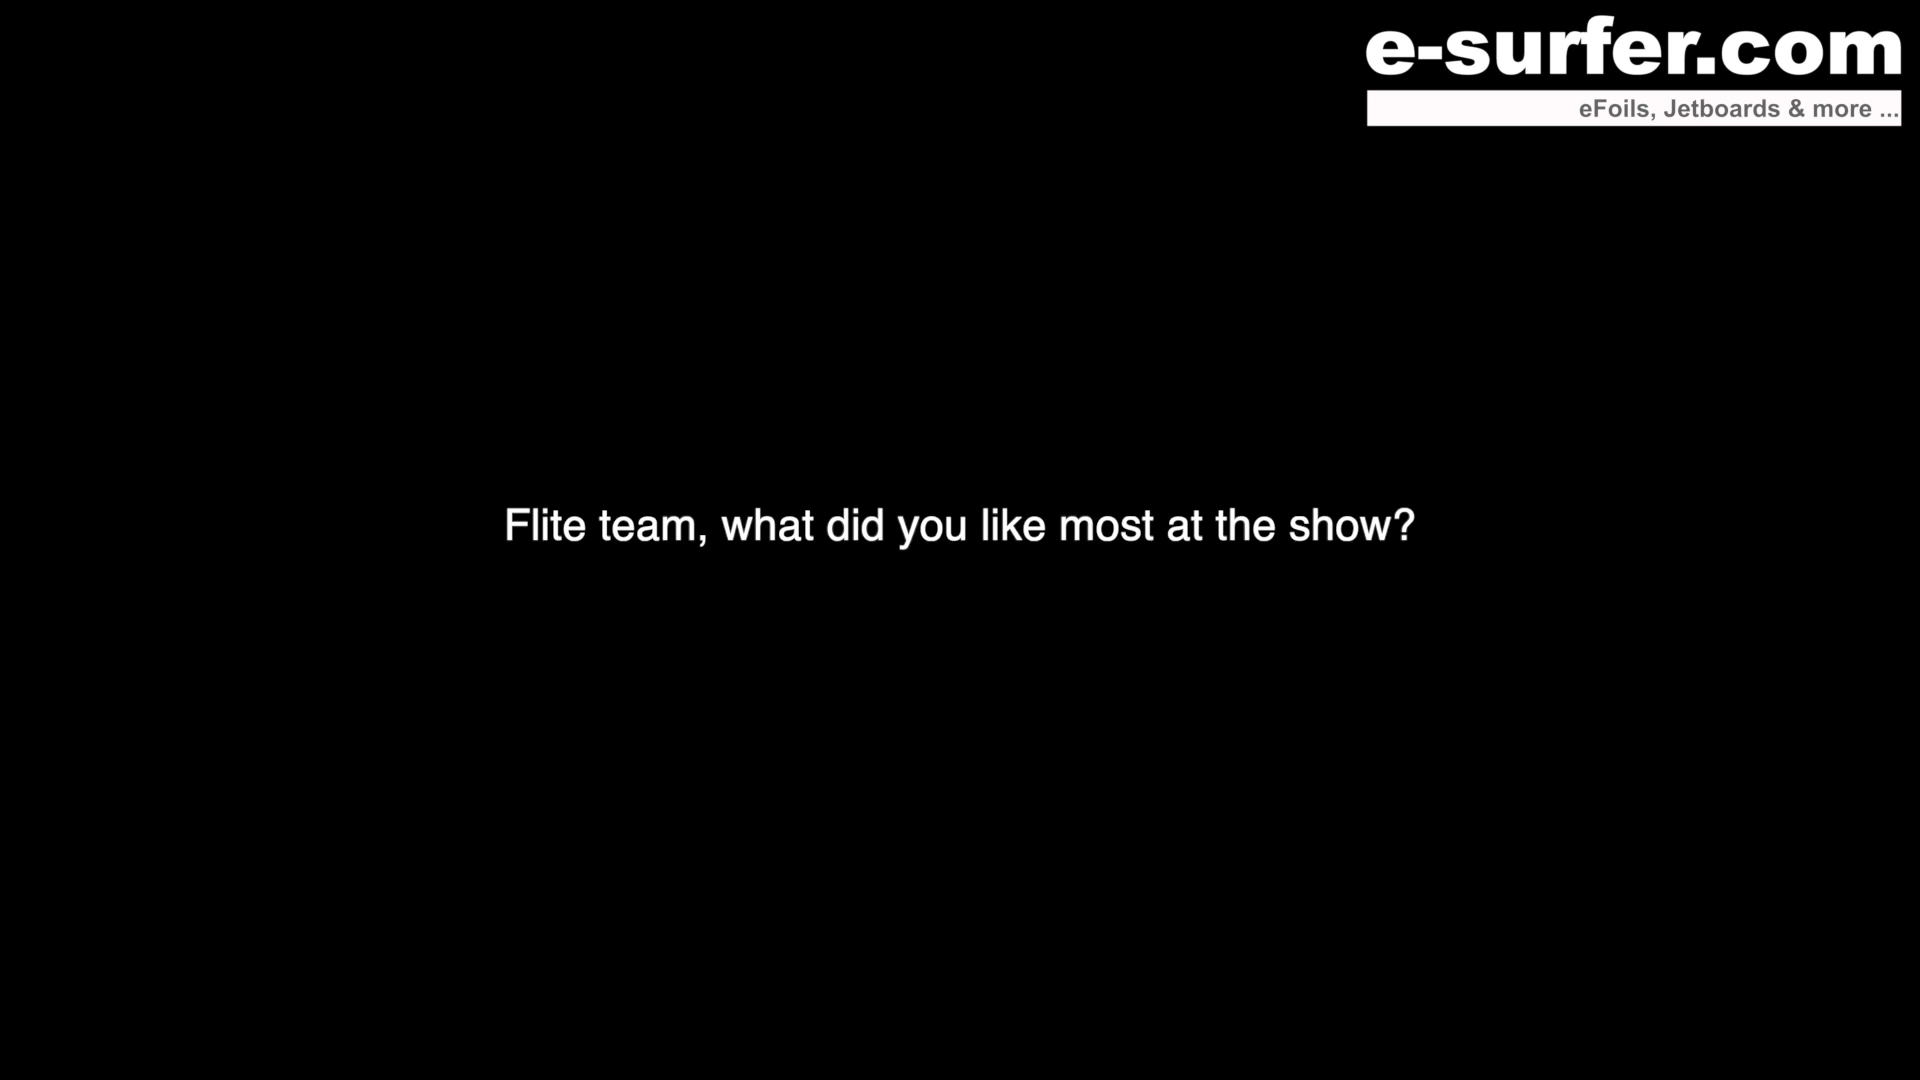 e-surfer.com
eFoils, Jetboards & more ...
Flite team, what did you like most at the show?